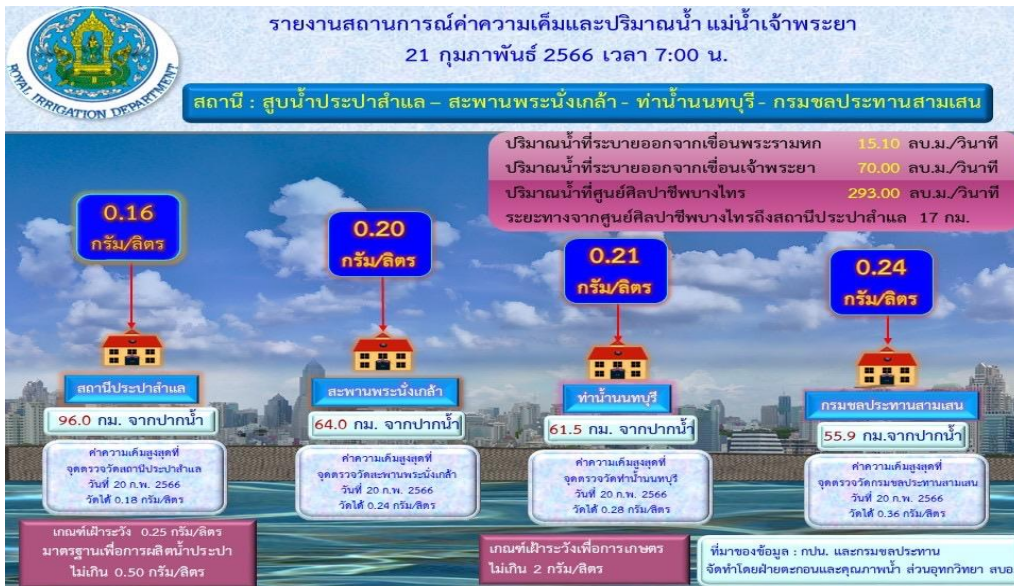 รายงานสถานการณ์ค่าความเค็มและปริมาณน้ำ แม่น้ำเจ้าพระยา
21 กุมภาพันธ์ 2566 เวลา 7:00 น.
ROYAL IRRIGATION DEPARTMENT
สถานี : สูบน้ำประปาสำแล – สะพานพระนั่งเกล้า - ท่าน้ำนนทบุรี - กรมชลประทานสามเสน
ปริมาณน้ำที่ระบายออกจากเขื่อนพระรามหก 15.10 ลบ.ม./วินาที
ปริมาณน้ำที่ระบายออกจากเขื่อนเจ้าพระยา 70.00 ลบ.ม./วินาที
ปริมาณน้ำที่ศูนย์ศิลปาชีพบางไทร 293.00 ลบ.ม./วินาที
ระยะทางจากศูนย์ศิลปาชีพบางไทรถึงสถานีประปาสำแล 17 กม.
0.16
กรัม/ลิตร
สถานีประปาสำแล
96.0 กม. จากปากน้ำ
ค่าความเค็มสูงสุดที่
จุดตรวจวัดสถานีประปาสำแล
วันที่ 20 ก.พ. 2566
วัดได้ 0.18 กรัม/ลิตร
0.20
กรัม/ลิตร
สะพานพระนั่งเกล้า
64.0 กม. จากปากน้ำ
ค่าความเค็มสูงสุดที่
จุดตรวจวัดสะพานพระนั่งเกล้า
วันที่ 20 ก.พ. 2566
วัดได้ 0.24 กรัม/ลิตร
0.21
กรัม/ลิตร
ท่าน้ำนนทบุรี
61.5 กม. จากปากน้ำ
ค่าความเค็มสูงสุดที่
จุดตรวจวัดท่าน้ำนนทบุรี
วันที่ 20 ก.พ. 2566
วัดได้ 0.28 กรัม/ลิตร
0.24
กรัม/ลิตร
กรมชลประทานสามเสน
55.9 กม.จากปากน้ำ
ค่าความเค็มสูงสุดที่
จุดตรวจวัดกรมชลประทานสามเสน
วันที่ 20 ก.พ. 2566
วัดได้ 0.36 กรัม/ลิตร
เกณฑ์เฝ้าระวัง 0.25 กรัม/ลิตร
มาตรฐานเพื่อการผลิตน้ำประปา
ไม่เกิน 0.50 กรัม/ลิตร
เกณฑ์เฝ้าระวังเพื่อการเกษตร
ไม่เกิน 2 กรัม/ลิตร
ที่มาของข้อมูล : กปน. และกรมชลประทาน
จัดทำโดยฝ่ายตะกอนและคุณภาพน้ำ ส่วนอุทกวิทยา สบอ